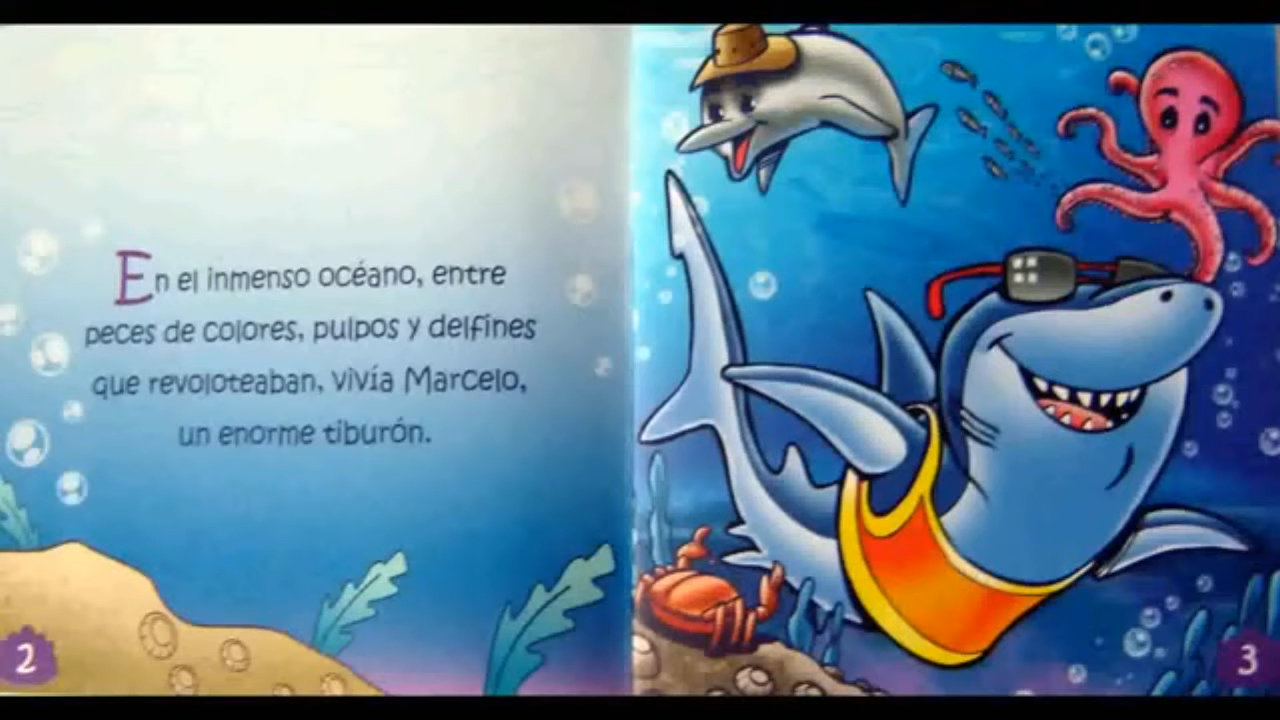 En el inmenso océano, entre
peces de colores, pulpos y delfines
que revoloteaban, vivía Marcelo,
un enorme tiburón.
2
3